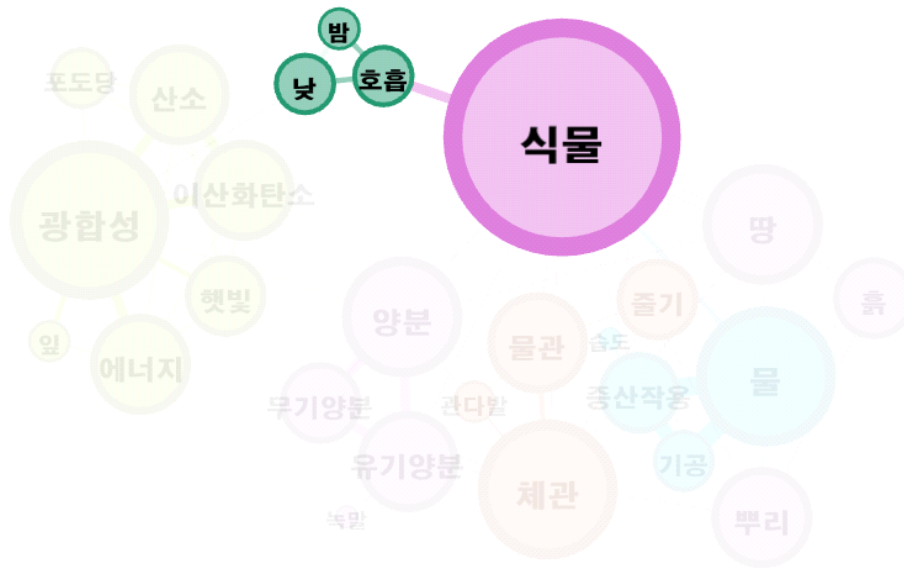 밤
식물
호흡
낮
포도당
산소
이산화탄소
광합성
땅
햇빛
줄기
흙
양분
잎
물관
습도
에너지
물
증산작용
무기양분
관다발
유기양분
기공
체관
녹말
뿌리